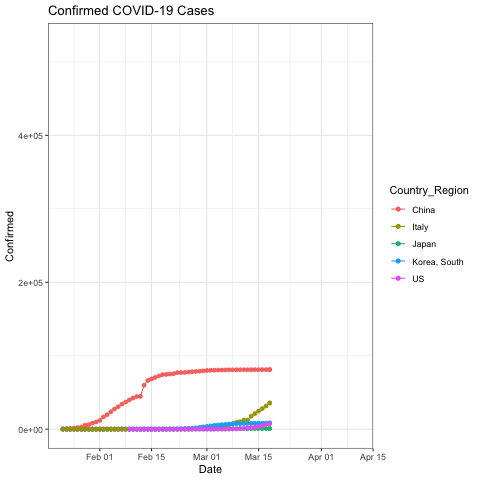 Confirmed COVID-19 Cases
4e+05
2e+05
0e+00
Confirmed
Feb 01
Feb 15
Mar 01
Mar 15
Apr 01
Apr 15
Date
Country_Region
China
Italy
Japan
Korea, South
US